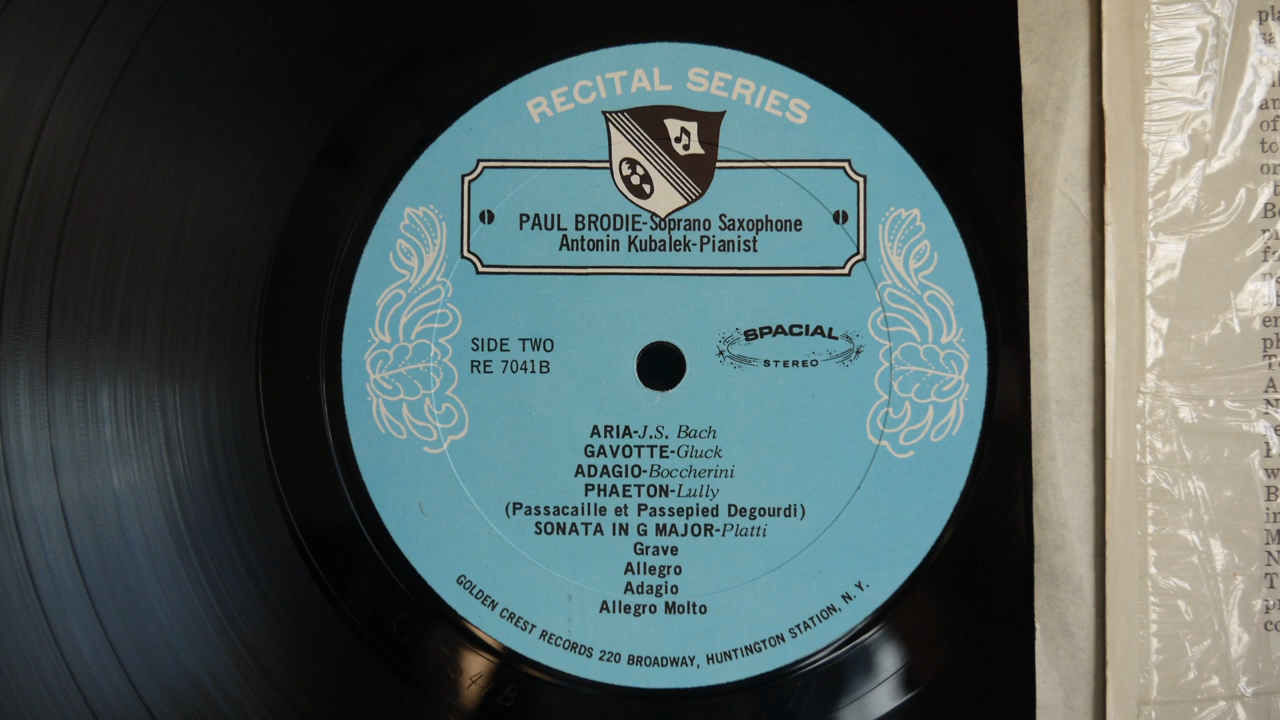 RECITAL SERIES
PAUL BRODIE-Soprano Saxophone
Antonin Kubalek-Pianist
SPACIAL
STEREO
SIDE TWO
RE 7041B
ARIA-J.S. Bach
GAVOTTE-Gluck
ADAGIO-Boccherini
PHAETON-Lully
(Passacaille et Passepied Degourdi)
SONATA IN G MAJOR-Platti
Grave
Allegro
Adagio
Allegro Molto
GOLDEN CREST RECORDS 220 BROADWAY, HUNTINGTON STATION, N. Y.